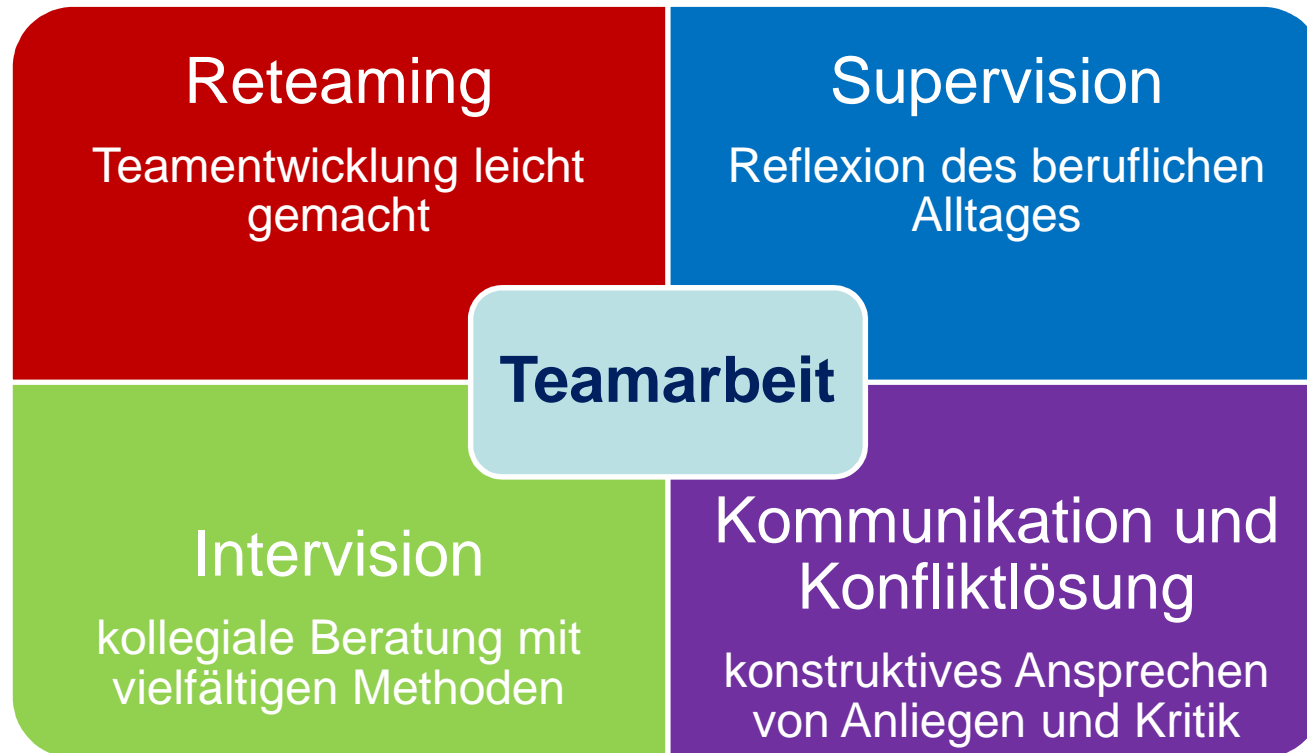 Reteaming
Teamentwicklung leicht
gemacht
Supervision
Reflexion des beruflichen
Alltages
Teamarbeit
Intervision
kollegiale Beratung mit
vielfältigen Methoden
Kommunikation und
Konfliktlösung
konstruktives Ansprechen
von Anliegen und Kritik